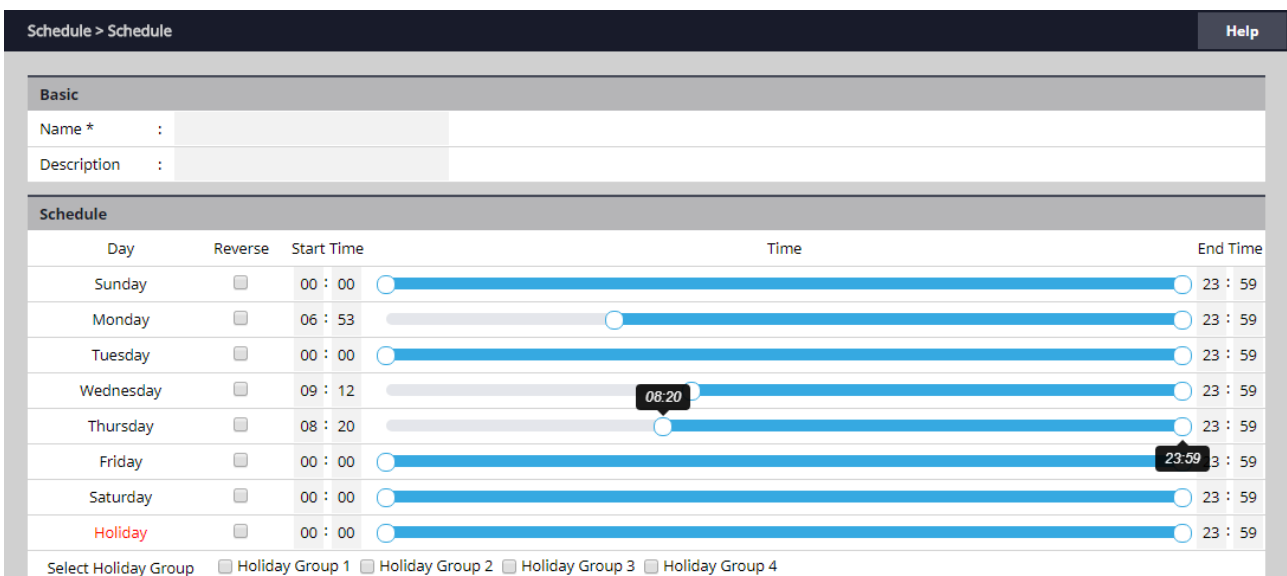 Schedule > Schedule Help
Basic
Name * :
Description :
Schedule
Day Reverse Start Time Time End Time
Sunday 00 : 00 23 : 59
Monday 06 : 53 23 : 59
Tuesday 00 : 00 23 : 59
Wednesday 09 : 12 23 : 59
08:20
Thursday 08 : 20 23 : 59
Friday 00 : 00 23:59 3 : 59
Saturday 00 : 00 23 : 59
Holiday 00 : 00 23 : 59
Select Holiday Group Holiday Group 1 Holiday Group 2 Holiday Group 3 Holiday Group 4